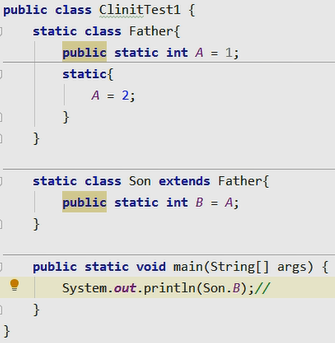 public class ClinitTest1 {
static class Father{
public static int A = 1;
static{
A = 2;
}
}
static class Son extends Father{
public static int B = A;
}
public static void main(String[] args) {
System.out.println(Son.B);//
}
}